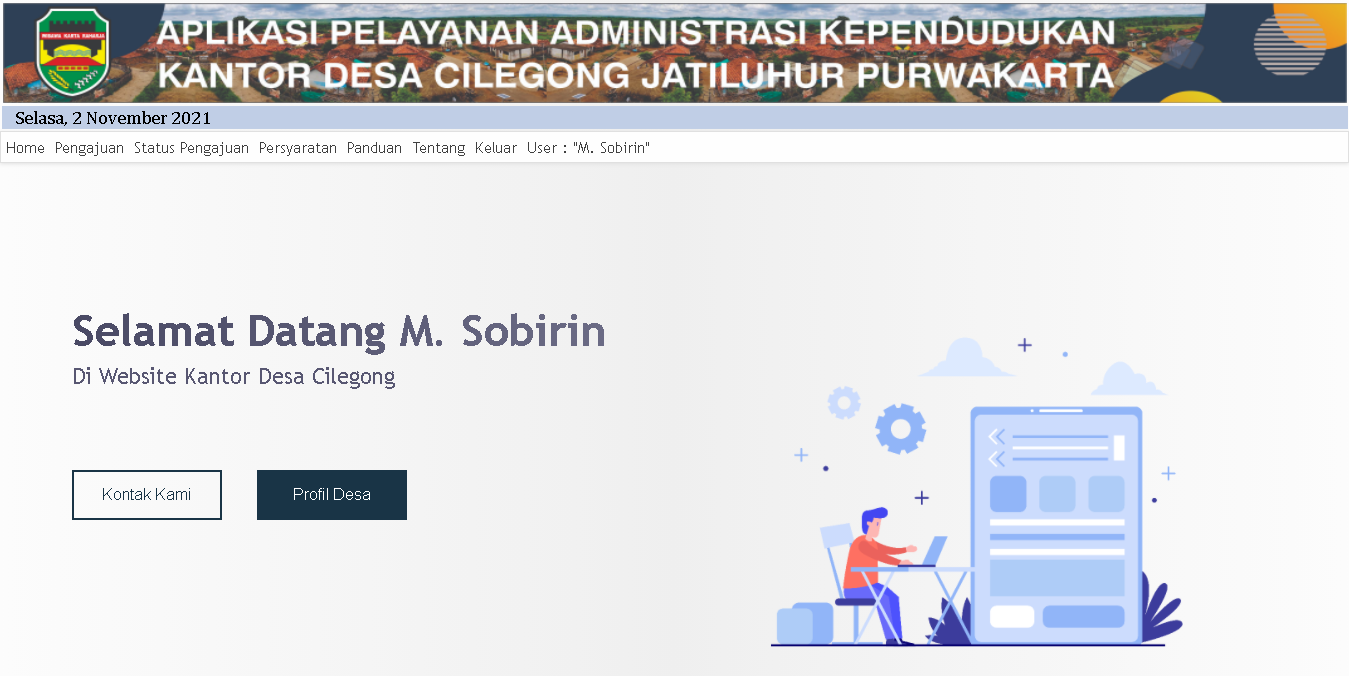 WIBAWA KARTA RAHARJA
APLIKASI PELAYANAN ADMINISTRASI KEPENDUDUKAN
KANTOR DESA CILEGONG JATILUHUR PURWAKARTA
Selasa, 2 November 2021
Home Pengajuan Status Pengajuan Persyaratan Panduan Tentang Keluar User : "M. Sobirin"
Selamat Datang M. Sobirin
Di Website Kantor Desa Cilegong
Kontak Kami Profil Desa